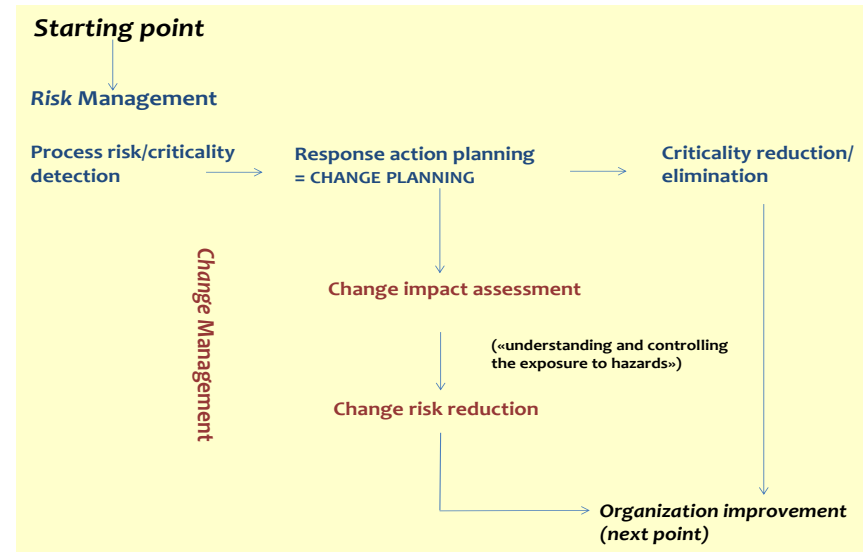 Starting point
Risk Management
Process risk/criticality
detection
Response action planning
= CHANGE PLANNING
Criticality reduction/
elimination
Change Management
Change impact assessment
(«understanding and controlling
the exposure to hazards»)
Change risk reduction
Organization improvement
(next point)